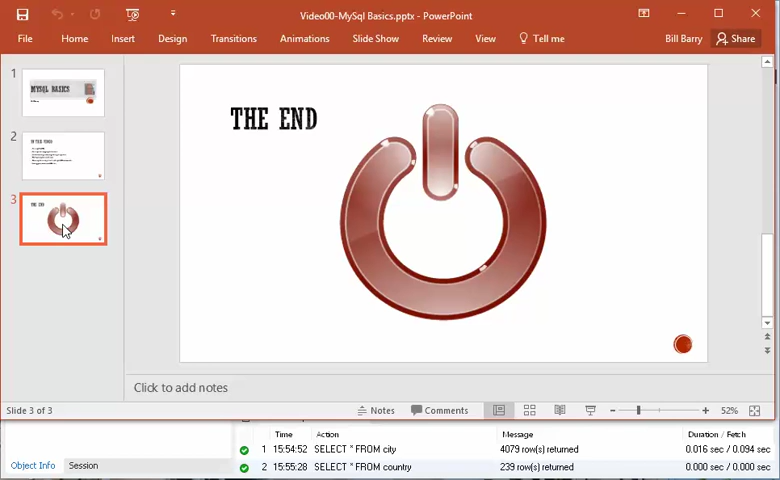 Video00-MySql Basics.pptx - PowerPoint
File Home Insert Design Transitions Animations Slide Show Review View Tell me Bill Barry Share
1
MYSQL BASICS
2
3
THE END
THE END
Click to add notes
Slide 3 of 3 Notes Comments 52%
Time Action Message Duration / Fetch
1 15:54:52 SELECT * FROM city 4079 row(s) returned 0.016 sec / 0.094 sec
Object Info Session 2 15:55:28 SELECT * FROM country 239 row(s) returned 0.000 sec / 0.000 sec